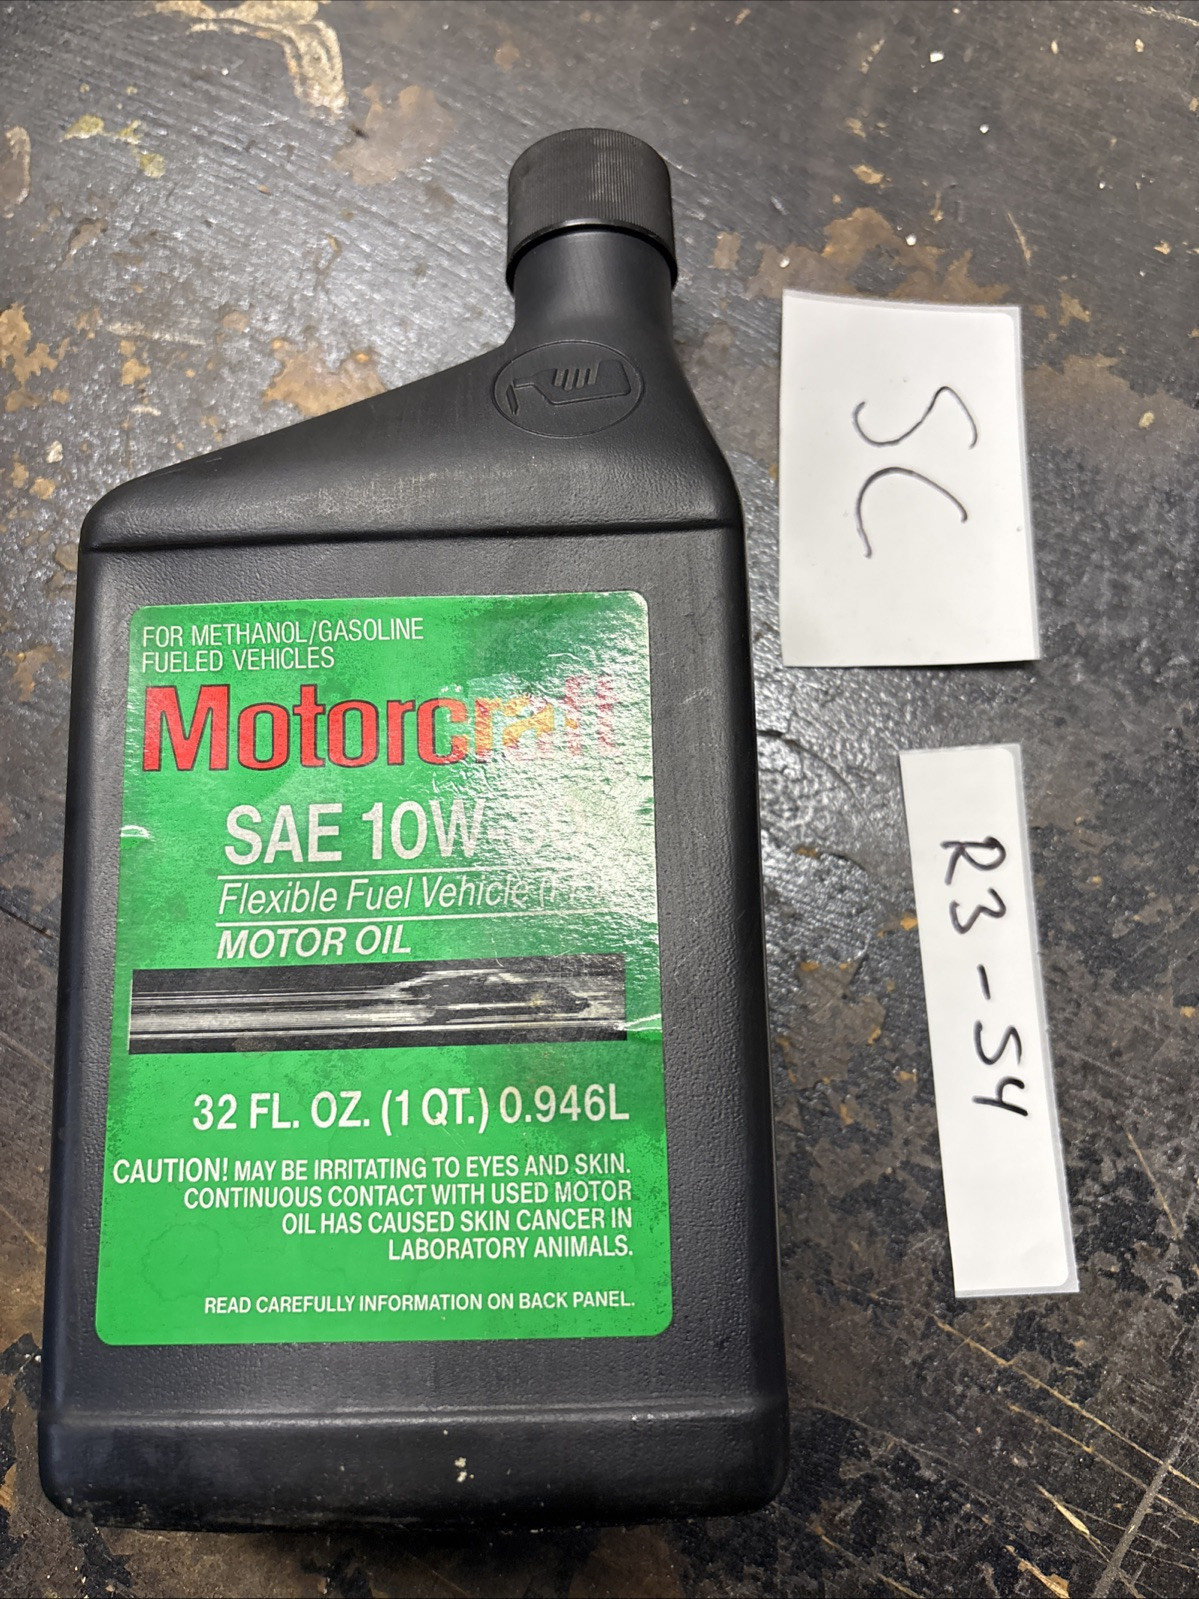 FOR METHANOL/GASOLINE
FUELED VEHICLES
Motorcraft
SAE 10W-30
Flexible Fuel Vehicle
MOTOR OIL
32 FL. OZ. (1 QT.) 0.946L
CAUTION! MAY BE IRRITATING TO EYES AND SKIN.
CONTINUOUS CONTACT WITH USED MOTOR
OIL HAS CAUSED SKIN CANCER IN
LABORATORY ANIMALS.
READ CAREFULLY INFORMATION ON BACK PANEL.
SC
R3-S4